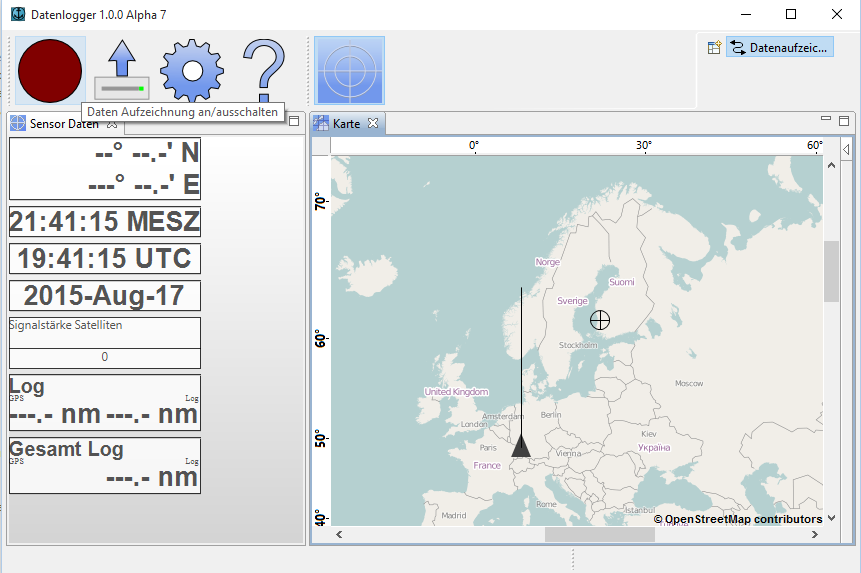 Datenlogger 1.0.0 Alpha 7
Datenaufzeic...
Daten Aufzeichnung an/ausschalten
Sensor Daten
--° --.-' N
---° --.-' E
21:41:15 MESZ
19:41:15 UTC
2015-Aug-17
Signalstärke Satelliten
0
Log
GPS Log
---.- nm ---.- nm
Gesamt Log
GPS Log
---.- nm
Karte
0° 30° 60°
70°
60°
50°
40°
Norge
Suomi
Sverige
Stockholm
Moscow
United Kingdom
Amsterdam
Berlin
London
Kiev
Україна
Paris
Vienna
France
Rome
Madrid
Istanbul
© OpenStreetMap contributors